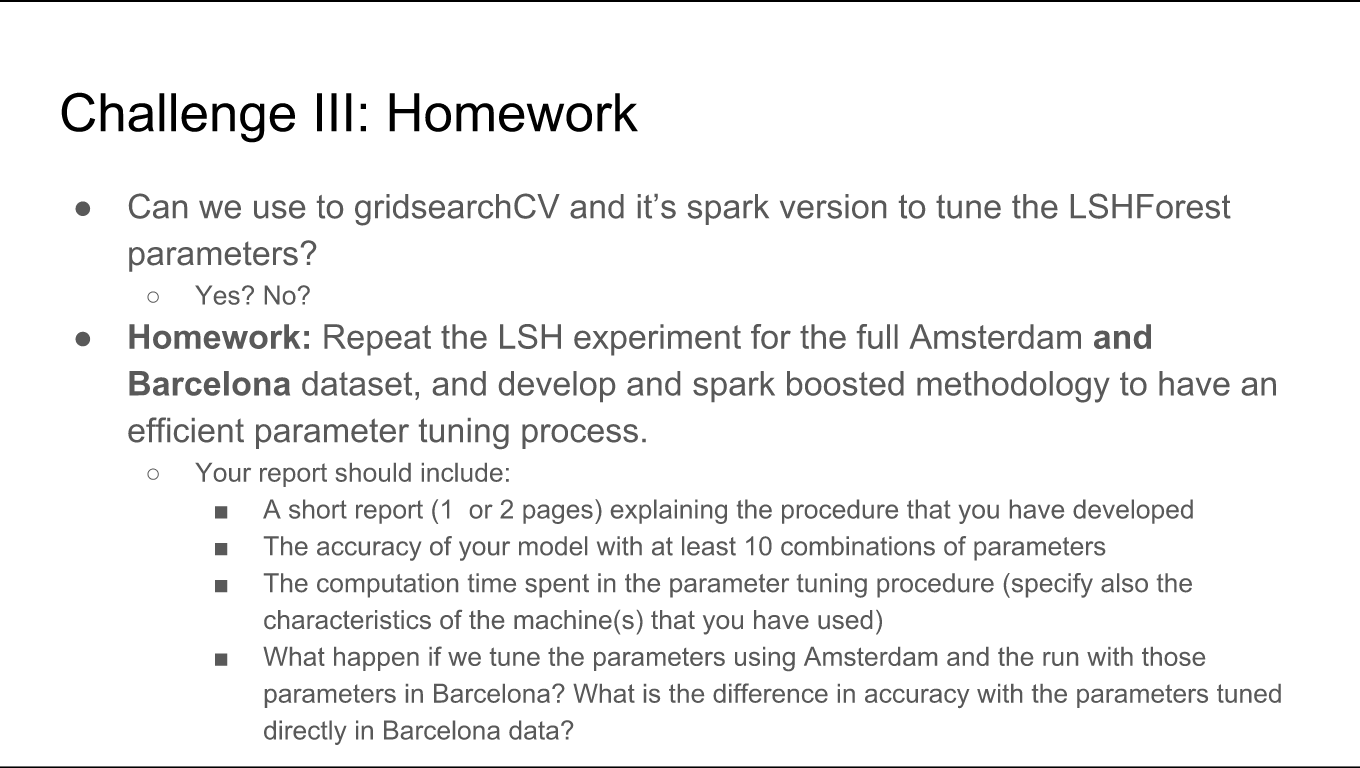 Challenge III: Homework
● Can we use to gridsearchCV and it’s spark version to tune the LSHForest
parameters?
○ Yes? No?
● Homework: Repeat the LSH experiment for the full Amsterdam and
Barcelona dataset, and develop and spark boosted methodology to have an
efficient parameter tuning process.
○ Your report should include:
■ A short report (1  or 2 pages) explaining the procedure that you have developed
■ The accuracy of your model with at least 10 combinations of parameters
■ The computation time spent in the parameter tuning procedure (specify also the
characteristics of the machine(s) that you have used)
■ What happen if we tune the parameters using Amsterdam and the run with those
parameters in Barcelona? What is the difference in accuracy with the parameters tuned
directly in Barcelona data?